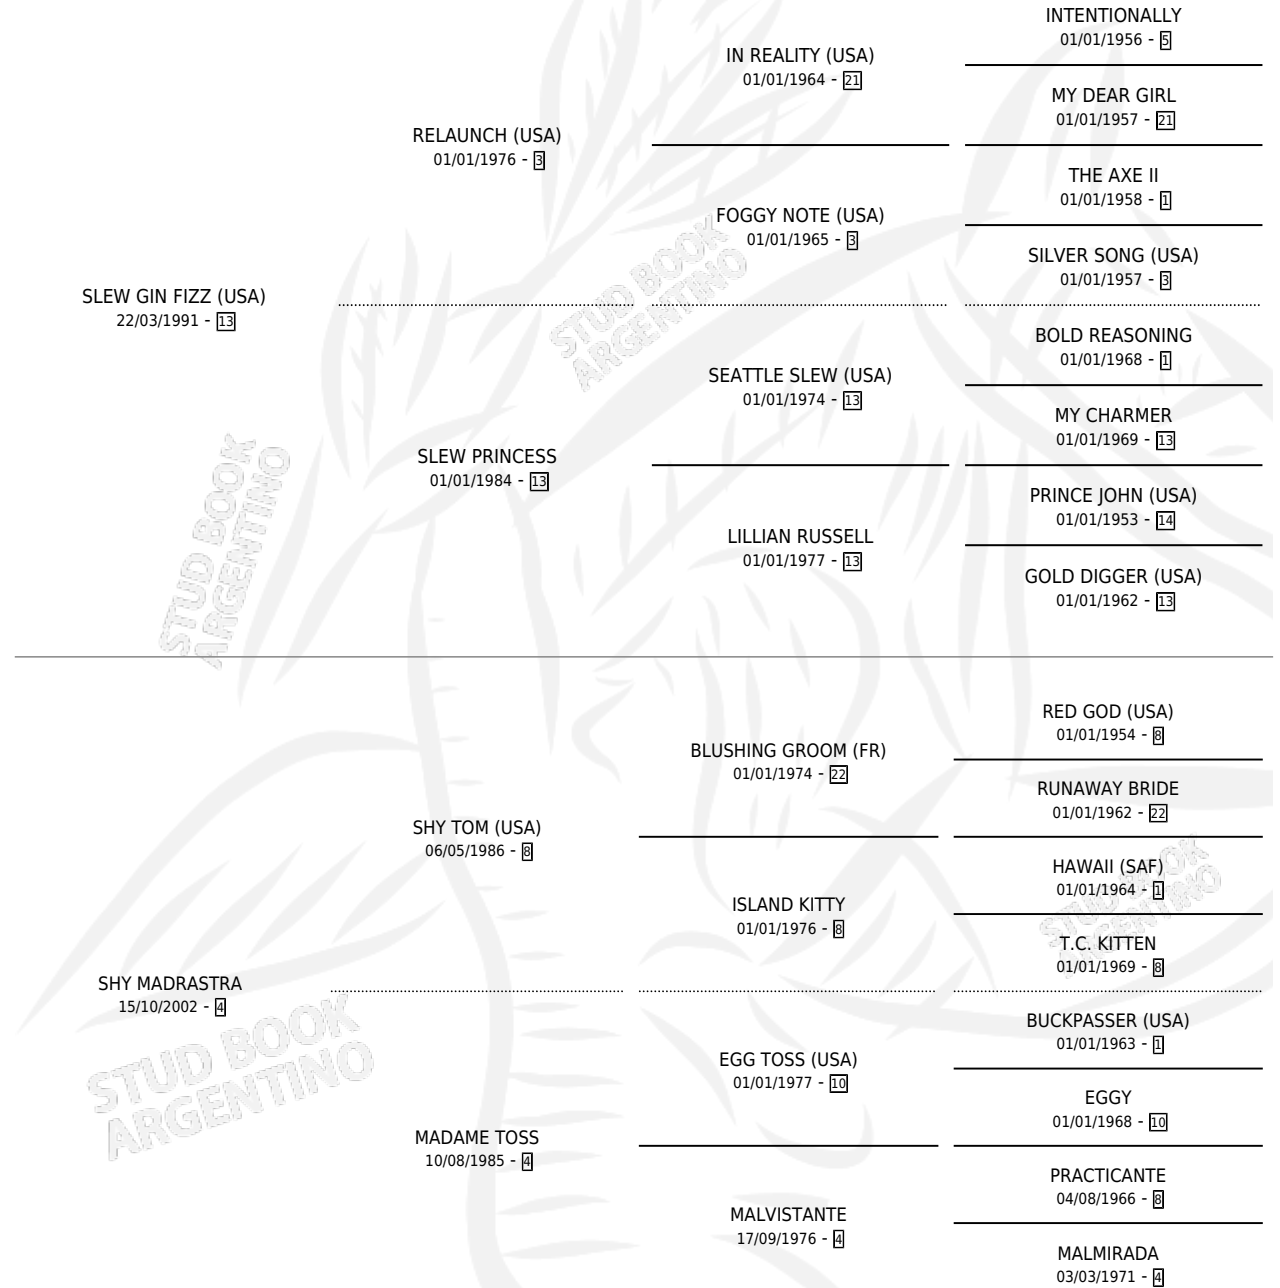 INTENTIONALLY
01/01/1956 - 5
IN REALITY (USA)
01/01/1964 - 21
MY DEAR GIRL
01/01/1957 - 21
RELAUNCH (USA)
01/01/1976 - 3
THE AXE II
01/01/1958 - 1
FOGGY NOTE (USA)
01/01/1965 - 3
SILVER SONG (USA)
01/01/1957 - 3
SLEW GIN FIZZ (USA)
22/03/1991 - 13
STUD BOOK
ARGENTINO
BOLD REASONING
01/01/1968 - 1
SEATTLE SLEW (USA)
01/01/1974 - 13
MY CHARMER
01/01/1969 - 13
SLEW PRINCESS
01/01/1984 - 13
PRINCE JOHN (USA)
01/01/1953 - 14
LILLIAN RUSSELL
01/01/1977 - 13
GOLD DIGGER (USA)
01/01/1962 - 13
STUD BOOK
ARGENTINO
RED GOD (USA)
01/01/1954 - 8
BLUSHING GROOM (FR)
01/01/1974 - 22
RUNAWAY BRIDE
01/01/1962 - 22
SHY TOM (USA)
06/05/1986 - 8
HAWAII (SAF)
01/01/1964 - 1
ISLAND KITTY
01/01/1976 - 8
T.C. KITTEN
01/01/1969 - 8
STUD BOOK
ARGENTINO
SHY MADRASTRA
15/10/2002 - 4
BUCKPASSER (USA)
01/01/1963 - 1
EGG TOSS (USA)
01/01/1977 - 10
EGGY
01/01/1968 - 10
STUD BOOK
ARGENTINO
MADAME TOSS
10/08/1985 - 4
PRACTICANTE
04/08/1966 - 8
MALVISTANTE
17/09/1976 - 4
MALMIRADA
03/03/1971 - 4